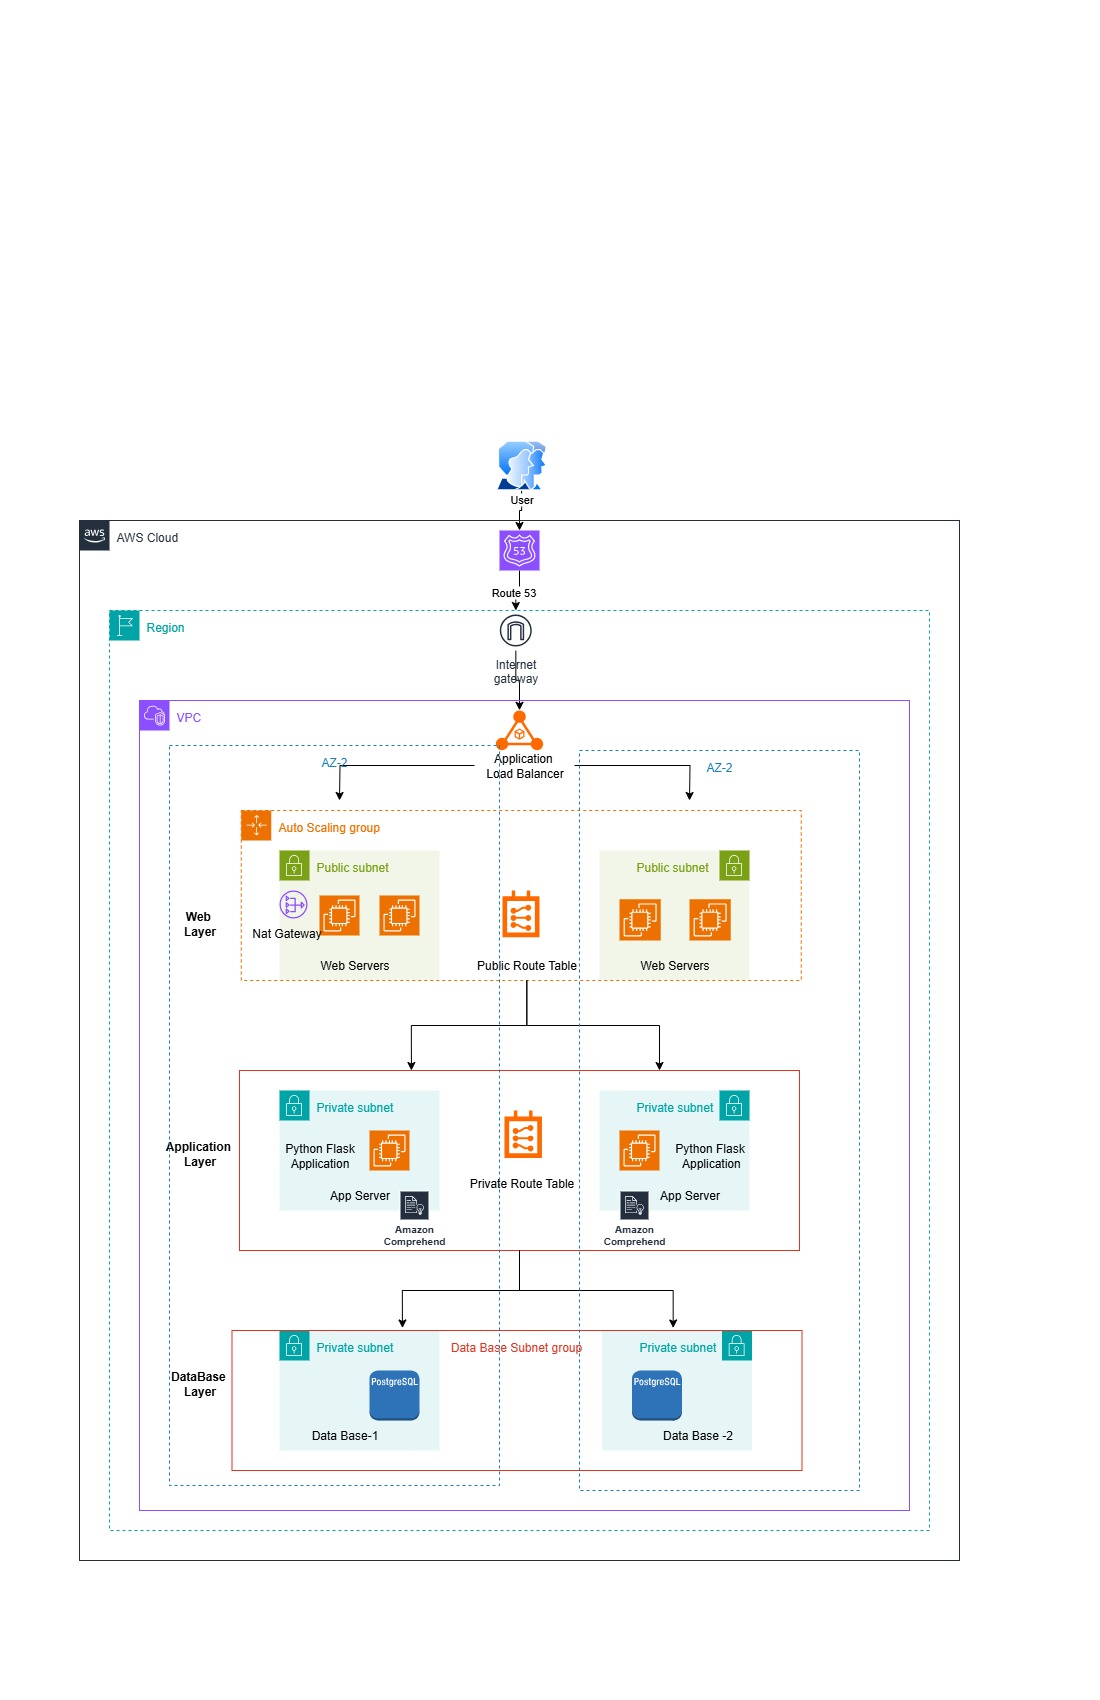 User
aws
AWS Cloud
53
Route 53
Region
Internet
gateway
VPC
Application
Load Balancer
AZ-2
AZ-2
Auto Scaling group
Public subnet
Public subnet
Web
Layer
Nat Gateway
Web Servers
Public Route Table
Web Servers
Private subnet
Private subnet
Application
Layer
Python Flask
Application
Python Flask
Application
App Server
Private Route Table
App Server
Amazon
Comprehend
Amazon
Comprehend
Private subnet
Data Base Subnet group
Private subnet
DataBase
Layer
PostgreSQL
PostgreSQL
Data Base-1
Data Base -2